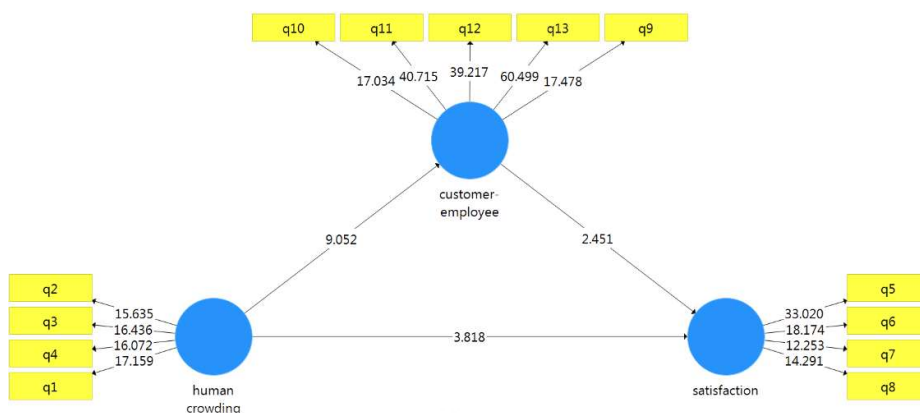 q10 q11 q12 q13 q9
17.034 40.715 39.217 60.499 17.478
customer-
employee
9.052 2.451
q2 q5
15.635 33.020
q3 q6
16.436 18.174
3.818
q4 q7
16.072 12.253
q1 q8
17.159 14.291
human satisfaction
crowding